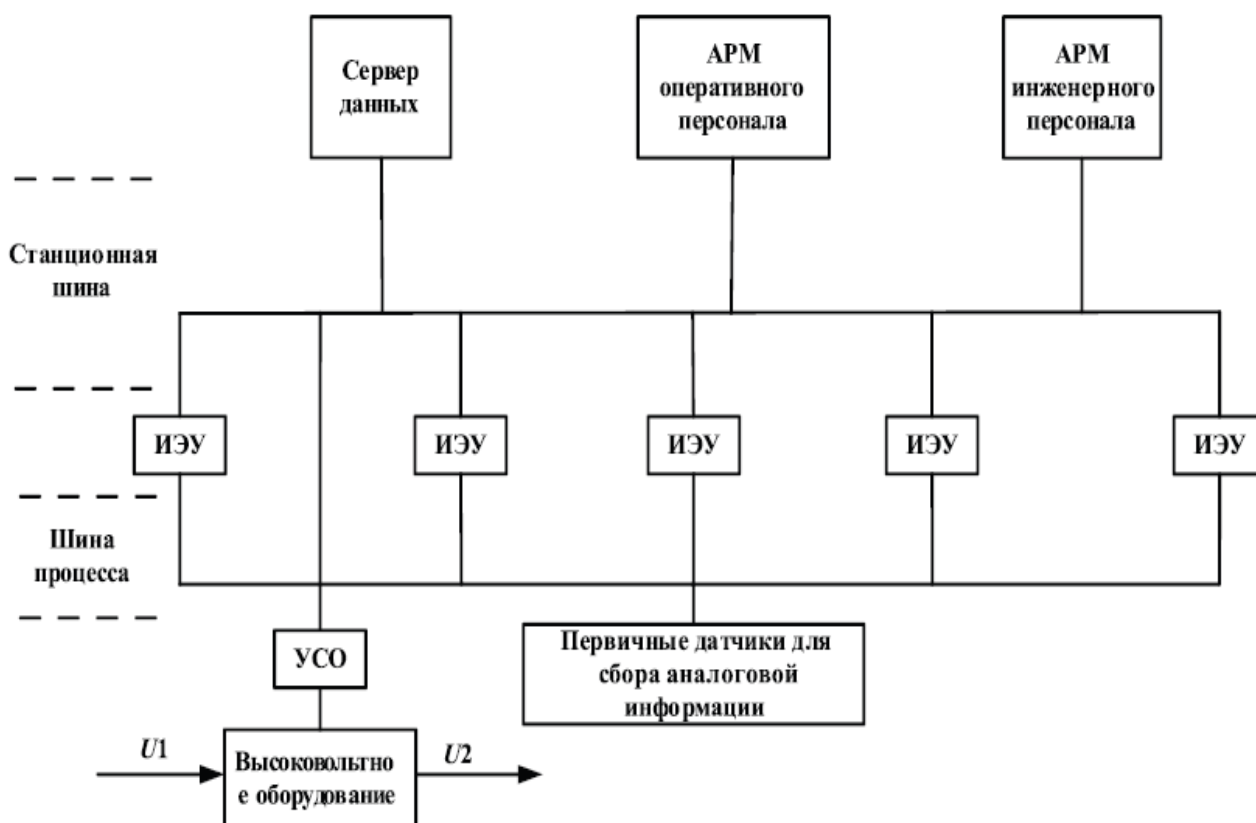 Сервер
данных
АРМ
оперативного
персонала
АРМ
инженерного
персонала
Станционная
шина
ИЭУ
ИЭУ
ИЭУ
ИЭУ
ИЭУ
Шина
процесса
УСО
Первичные датчики для
сбора аналоговой
информации
U1
Высоковольтно
е оборудование
U2